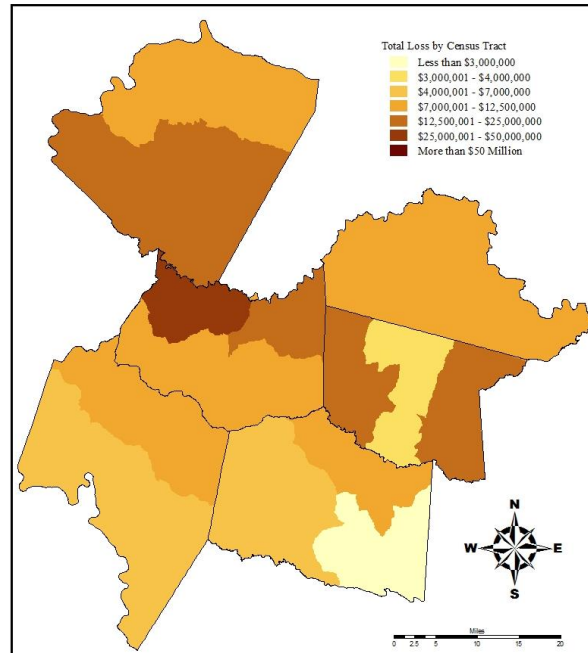 Total Loss by Census Tract
Less than $3,000,000
$3,000,001 - $4,000,000
$4,000,001 - $7,000,000
$7,000,001 - $12,500,000
$12,500,001 - $25,000,000
$25,000,001 - $50,000,000
More than $50 Million
N
W E
S
Miles
0 2.5 5 10 15 20